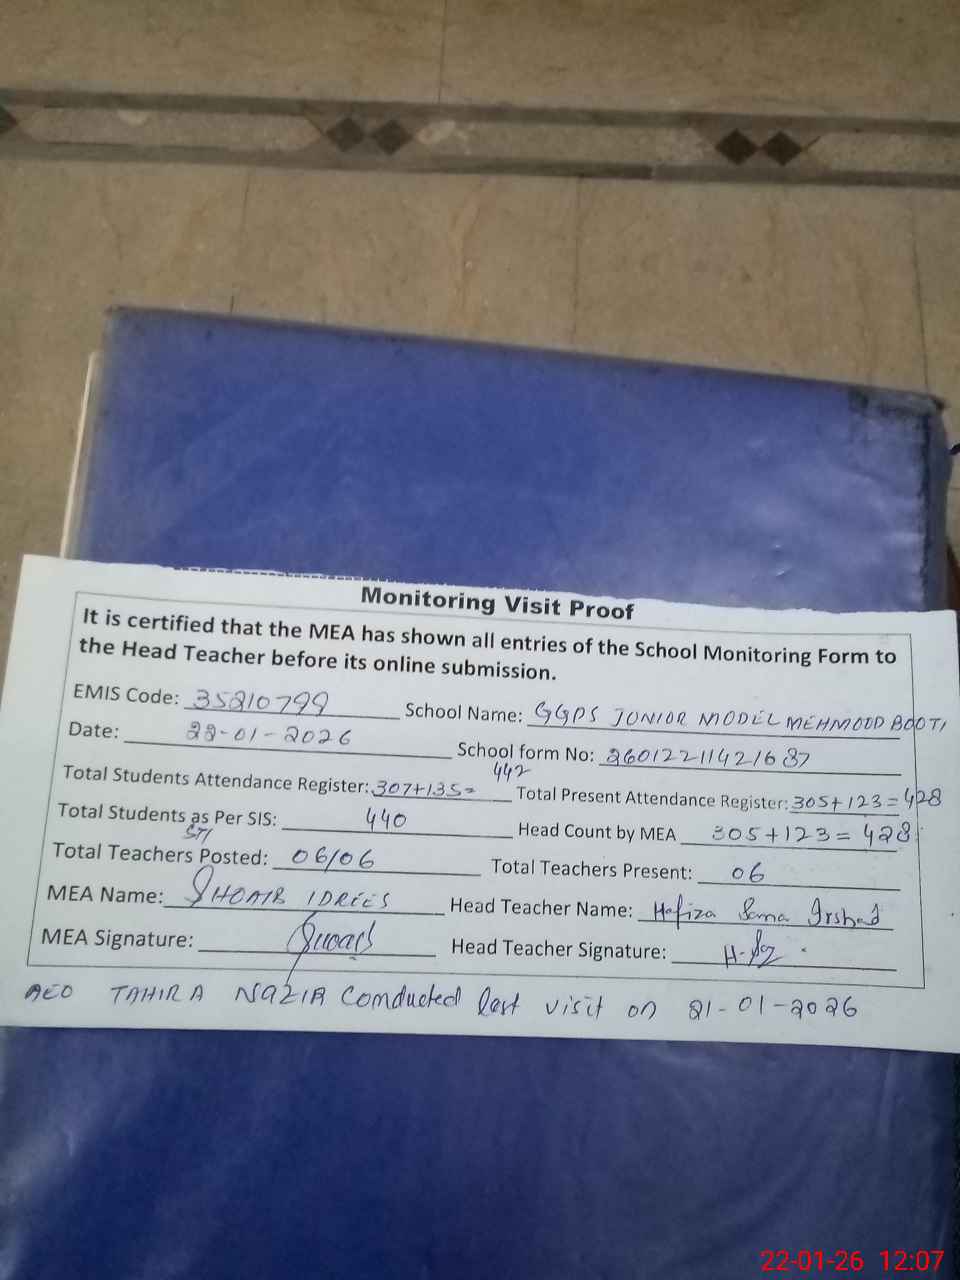 Monitoring Visit Proof
It is certified that the MEA has shown all entries of the School Monitoring Form to
the Head Teacher before its online submission.
EMIS Code: 35210799 School Name: GGPS JUNIOR MODEL MEHMOOD BOOTI
Date: 22-01-2026 School form No: 26012211421687
442
Total Students Attendance Register: 307+135= Total Present Attendance Register: 305+123=428
Total Students as Per SIS: 440 Head Count by MEA 305+123=428
STI
Total Teachers Posted: 06/06 Total Teachers Present: 06
MEA Name: SHOAIB IDREES Head Teacher Name: Hafiza Sama Irshad
MEA Signature: Head Teacher Signature:
AEO TAHIRA NAZIR Conducted last visit on 21-01-2026
22-01-26 12:07